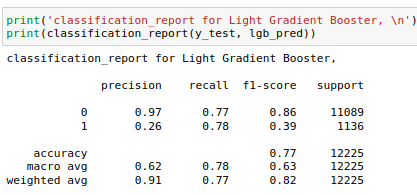 print('classification_report for Light Gradient Booster, \n')
print(classification_report(y_test, lgb_pred))
classification_report for Light Gradient Booster,
precision recall f1-score support
0 0.97 0.77 0.86 11089
1 0.26 0.78 0.39 1136
accuracy 0.77 12225
macro avg 0.62 0.78 0.63 12225
weighted avg 0.91 0.77 0.82 12225